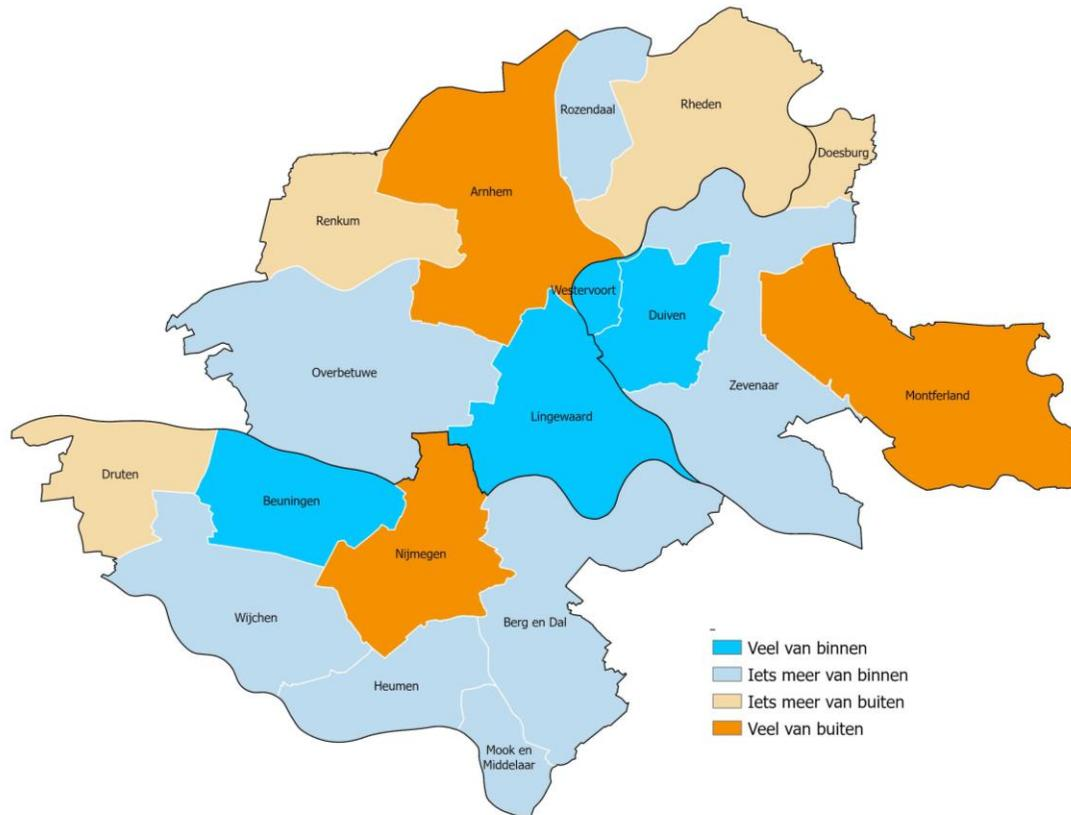 Rozendaal
Rheden
Doesburg
Arnhem
Renkum
Westervoort
Duiven
Overbetuwe
Zevenaar
Montferland
Lingewaard
Druten
Beuningen
Nijmegen
Wijchen
Berg en Dal
Heumen
Mook en
Middelaar
-
Veel van binnen
Iets meer van binnen
Iets meer van buiten
Veel van buiten